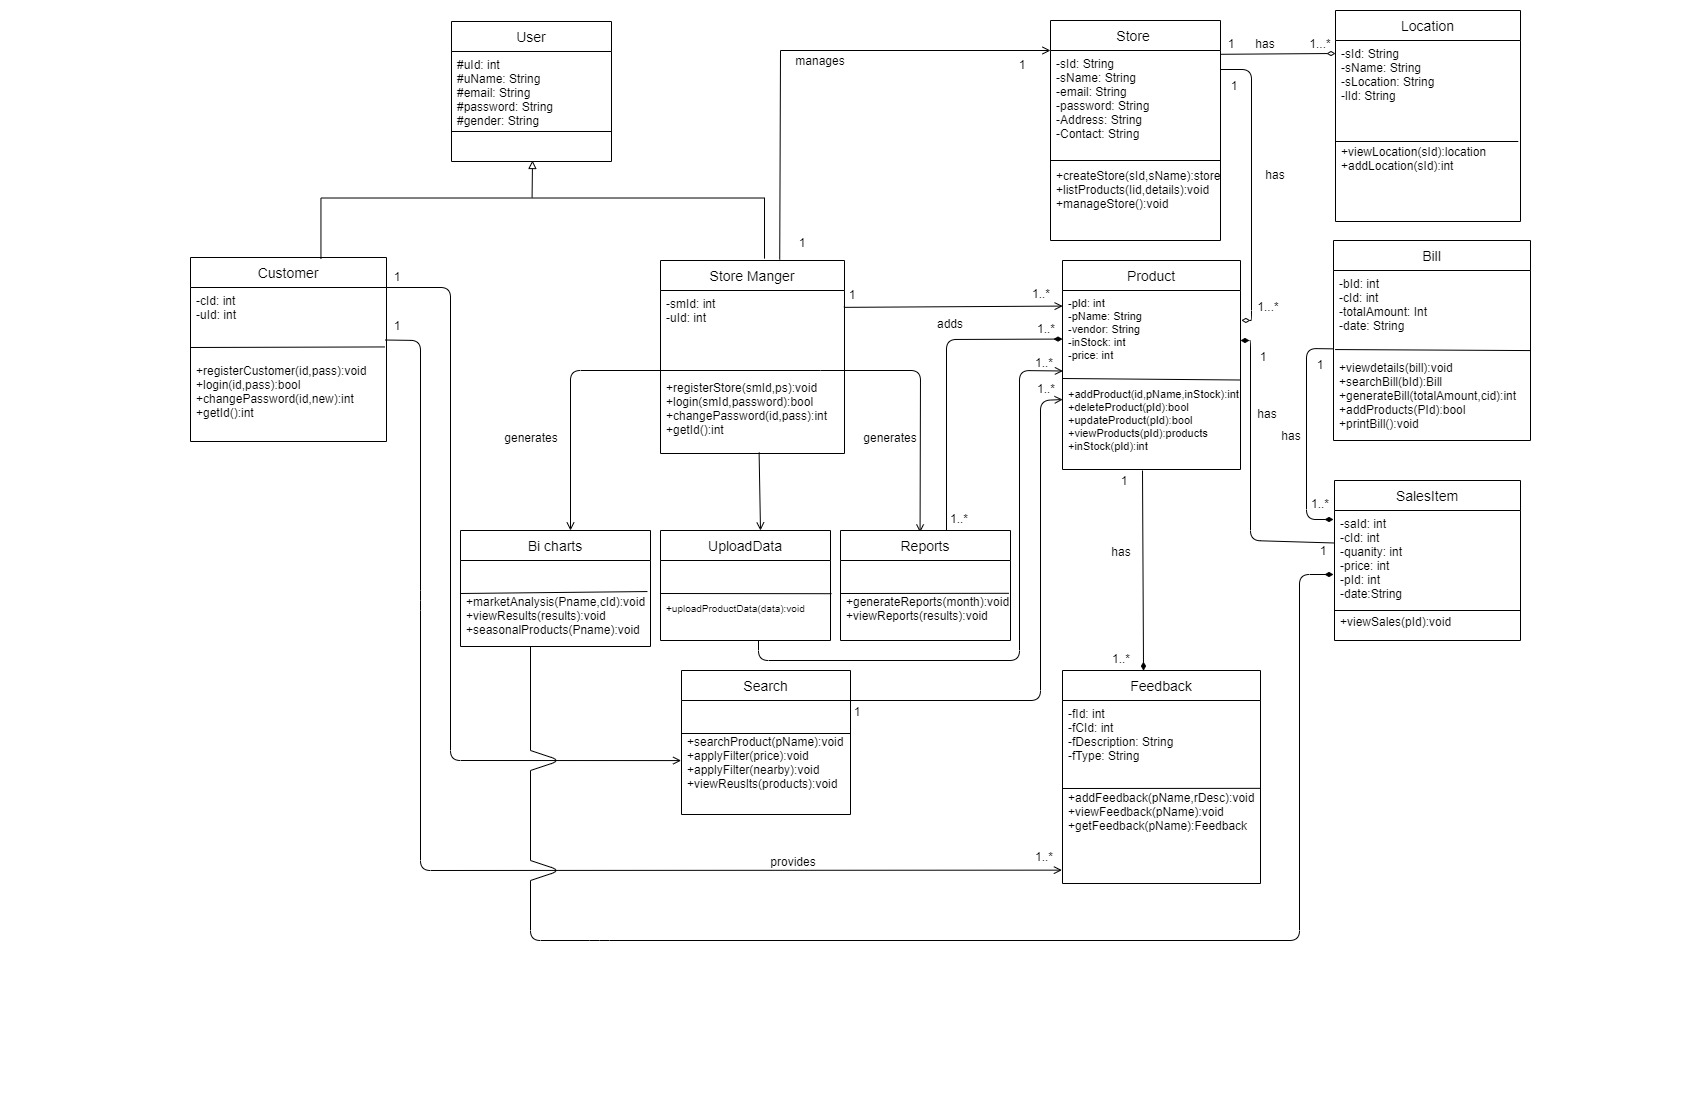 User
#uId: int
#uName: String
#email: String
#password: String
#gender: String
manages
1
1
Store
-sId: String
-sName: String
-email: String
-password: String
-Address: String
-Contact: String
+createStore(sId,sName):store
+listProducts(Iid,details):void
+manageStore():void
1
has
1...*
1
has
1...*
Location
-sId: String
-sName: String
-sLocation: String
-lId: String
+viewLocation(sId):location
+addLocation(sId):int
Customer
-cId: int
-uId: int
+registerCustomer(id,pass):void
+login(id,pass):bool
+changePassword(id,new):int
+getId():int
1
1
Store Manger
-smId: int
-uId: int
+registerStore(smId,ps):void
+login(smId,password):bool
+changePassword(id,pass):int
+getId():int
1
1..*
adds
1..*
1..*
1..*
Product
-pId: int
-pName: String
-vendor: String
-inStock: int
-price: int
+addProduct(id,pName,inStock):int
+deleteProduct(pId):bool
+updateProduct(pId):bool
+viewProducts(pId):products
+inStock(pId):int
1
has
1
Bill
-bId: int
-cId: int
-totalAmount: Int
-date: String
+viewdetails(bill):void
+searchBill(bId):Bill
+generateBill(totalAmount,cid):int
+addProducts(PId):bool
+printBill():void
1
has
1..*
generates
generates
1..*
Bi charts
+marketAnalysis(Pname,cId):void
+viewResults(results):void
+seasonalProducts(Pname):void
UploadData
+uploadProductData(data):void
Reports
+generateReports(month):void
+viewReports(results):void
1
has
1..*
SalesItem
-saId: int
-cId: int
-quanity: int
-price: int
-pId: int
-date:String
+viewSales(pId):void
Search
+searchProduct(pName):void
+applyFilter(price):void
+applyFilter(nearby):void
+viewReuslts(products):void
1
Feedback
-fId: int
-fCId: int
-fDescription: String
-fType: String
+addFeedback(pName,rDesc):void
+viewFeedback(pName):void
+getFeedback(pName):Feedback
provides
1..*